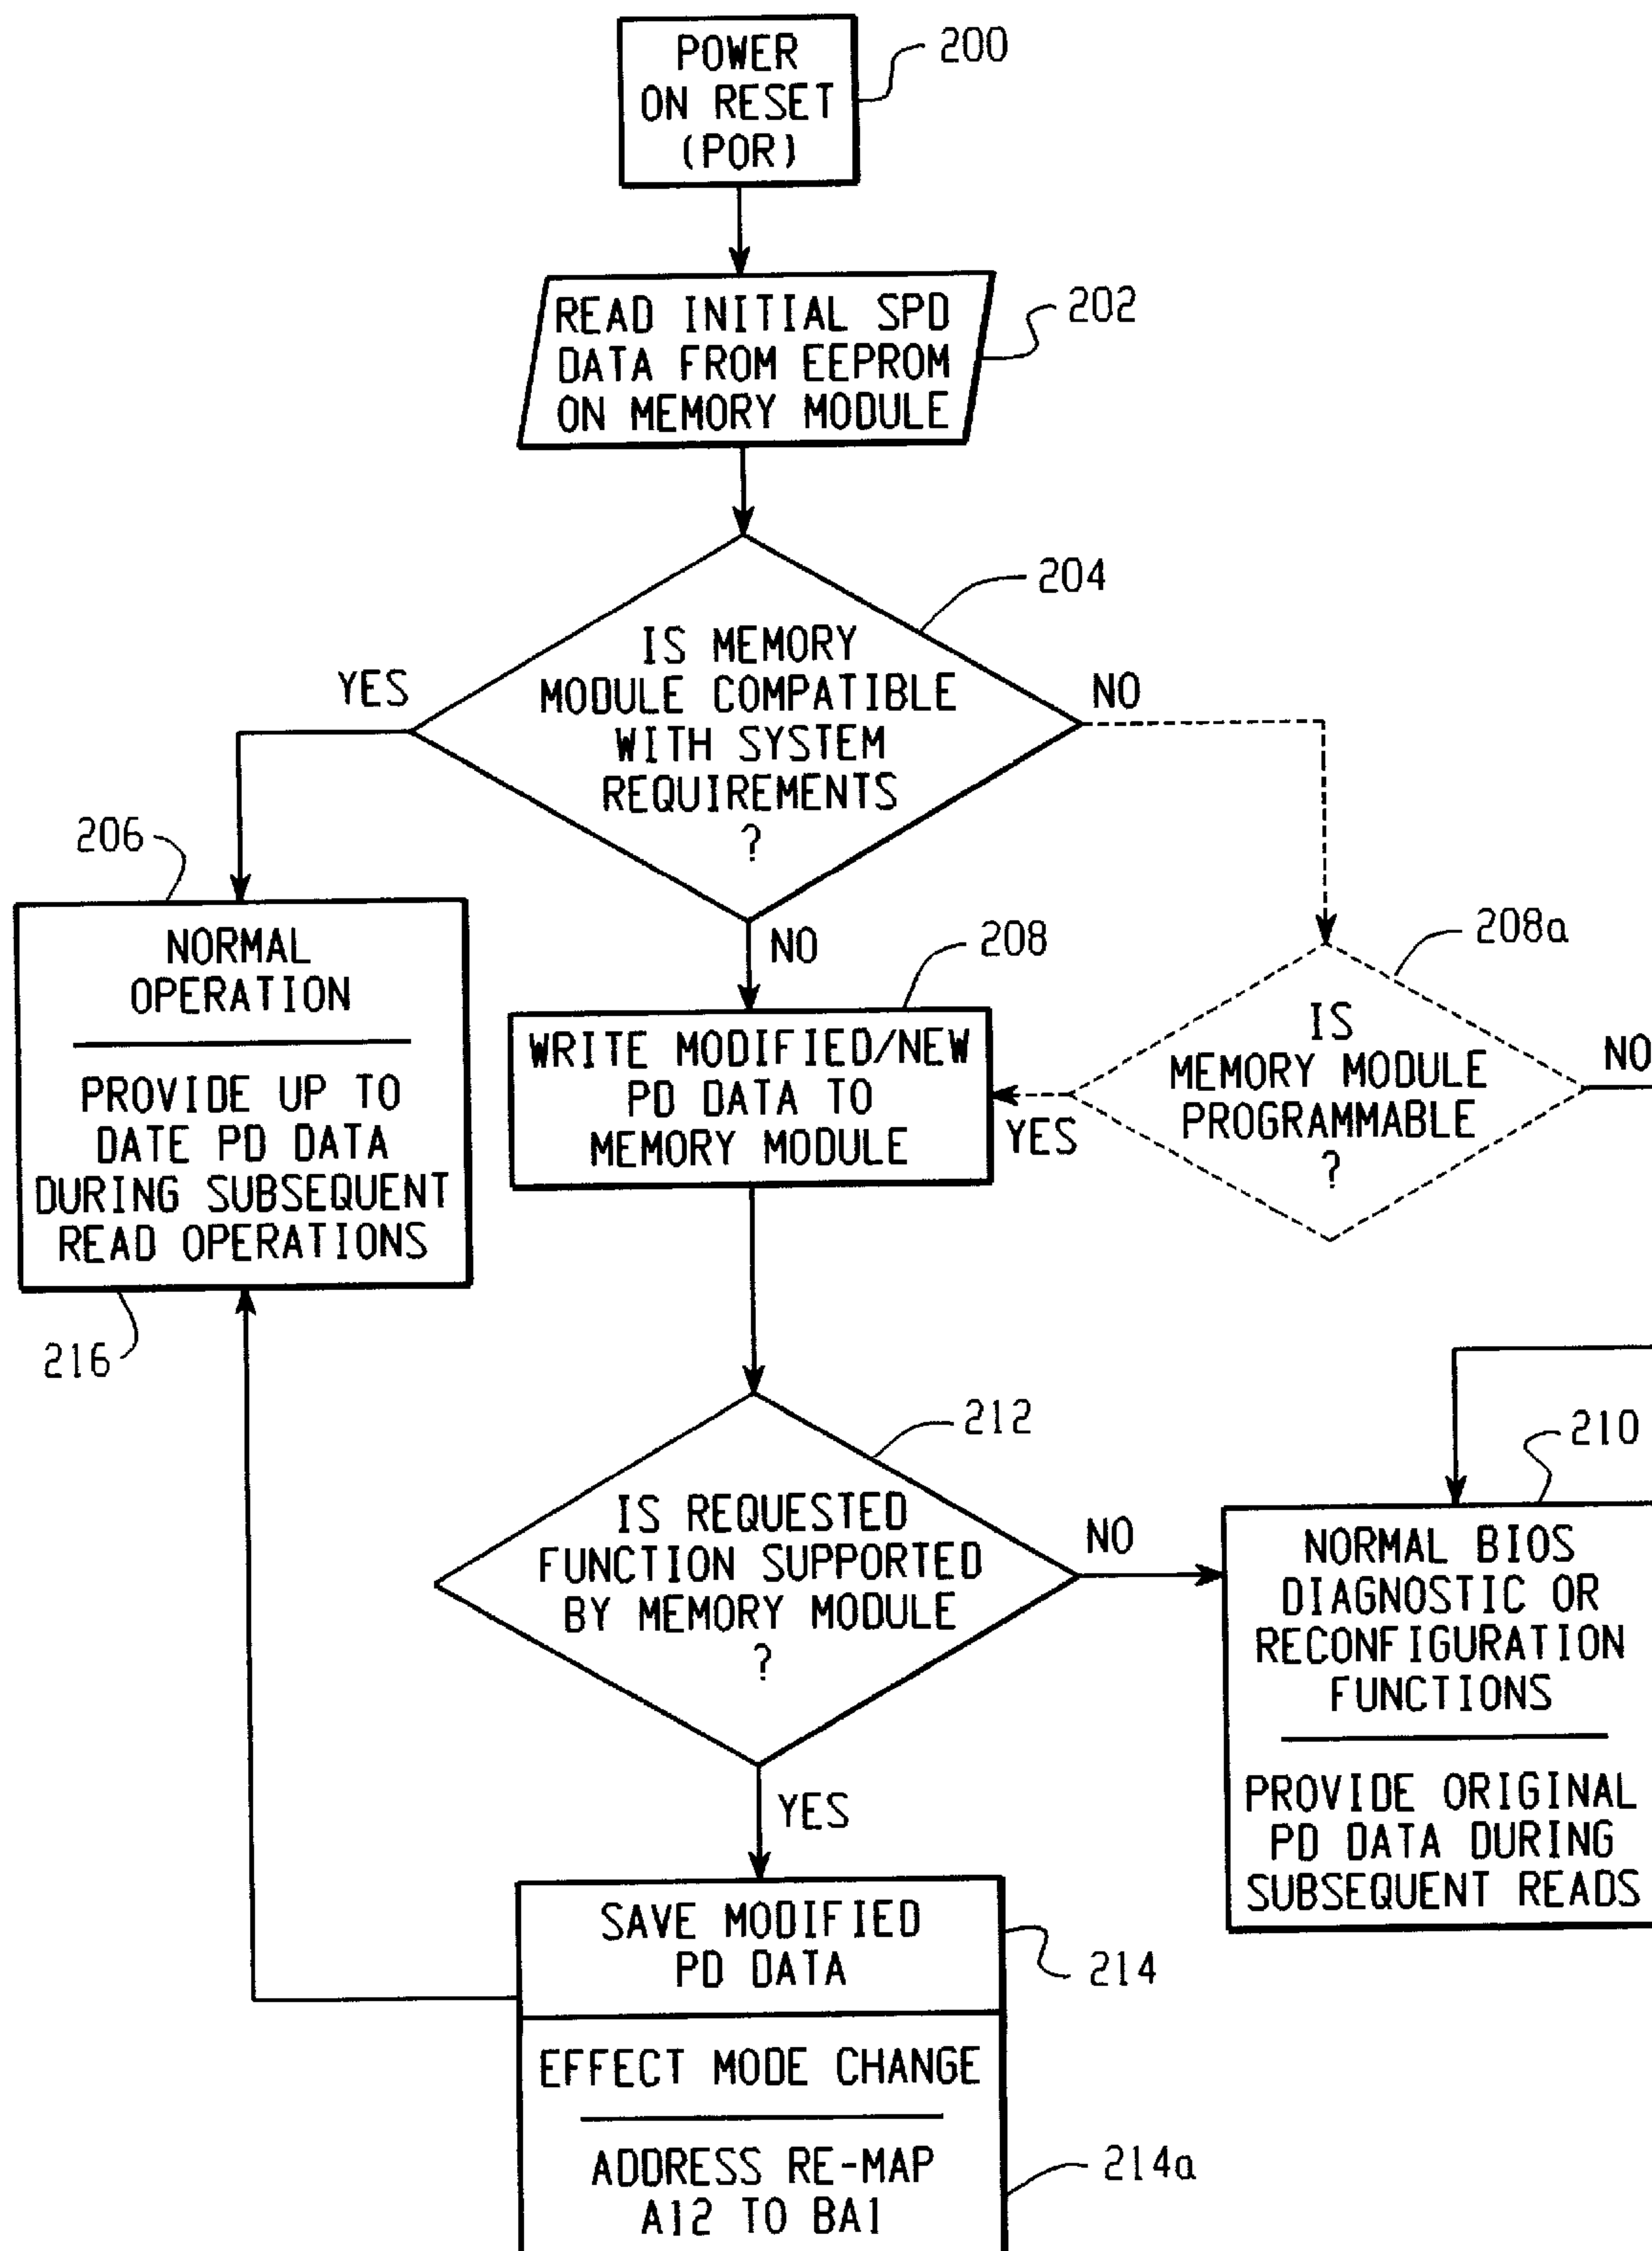 POWER
ON RESET
(POR)
200
READ INITIAL SPD
DATA FROM EEPROM
ON MEMORY MODULE
202
IS MEMORY
MODULE COMPATIBLE
WITH SYSTEM
REQUIREMENTS
?
204
YES
NO
206
NORMAL
OPERATION
PROVIDE UP TO
DATE PD DATA
DURING SUBSEQUENT
READ OPERATIONS
216
NO
208
WRITE MODIFIED/NEW
PD DATA TO
MEMORY MODULE
208a
IS
MEMORY MODULE
PROGRAMMABLE
?
YES
NO
212
IS REQUESTED
FUNCTION SUPPORTED
BY MEMORY MODULE
?
NO
210
NORMAL BIOS
DIAGNOSTIC OR
RECONFIGURATION
FUNCTIONS
PROVIDE ORIGINAL
PD DATA DURING
SUBSEQUENT READS
YES
SAVE MODIFIED
PD DATA
214
EFFECT MODE CHANGE
ADDRESS RE-MAP
A12 TO BA1
214a